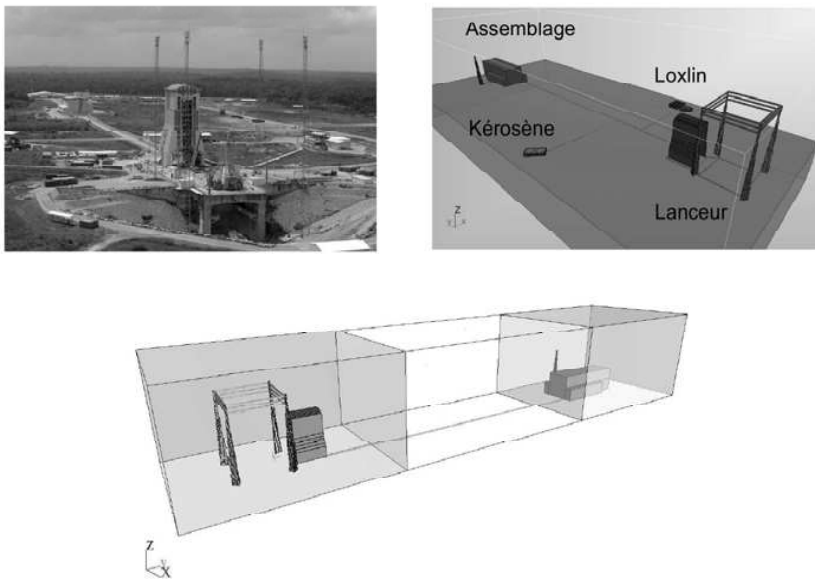 Assemblage
Loxlin
Kérosène
Lanceur
Z
Y X
Z
Y
X